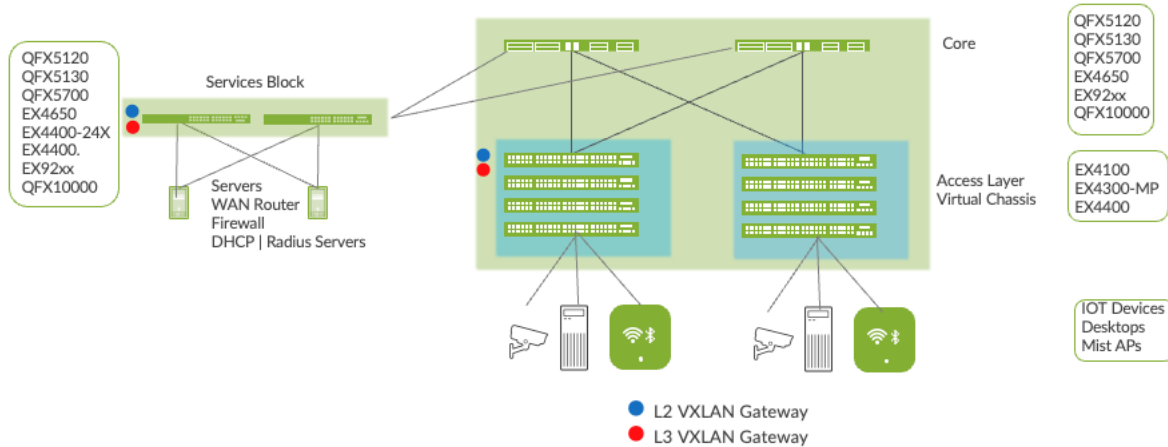 QFX5120
QFX5130
QFX5700
EX4650
EX4400-24X
EX4400.
EX92xx
QFX10000
Services Block
Servers
WAN Router
Firewall
DHCP | Radius Servers
Core
QFX5120
QFX5130
QFX5700
EX4650
EX92xx
QFX10000
Access Layer
Virtual Chassis
EX4100
EX4300-MP
EX4400
IOT Devices
Desktops
Mist APs
L2 VXLAN Gateway
L3 VXLAN Gateway